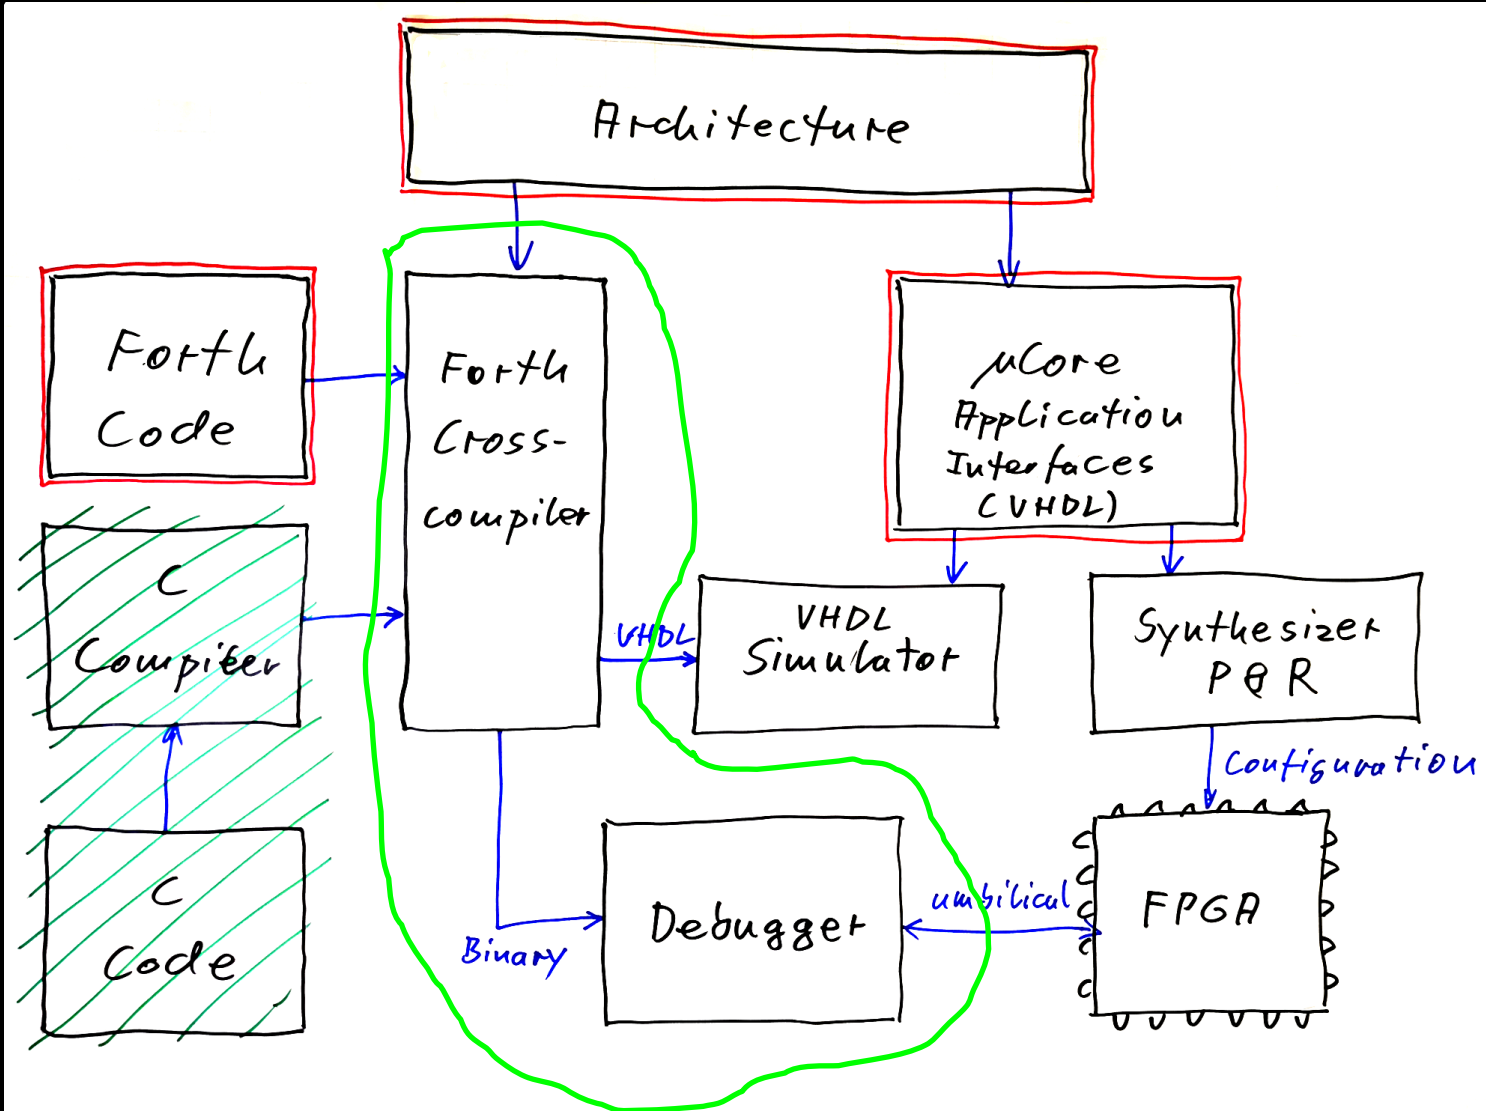 Architecture
Forth
Code
Forth
Cross-
compiler
µCore
Application
Interfaces
(VHDL)
C
Compiler
VHDL
VHDL
Simulator
Synthesizer
P&R
Configuration
C
Code
Binary
Debugger
umbilical
FPGA